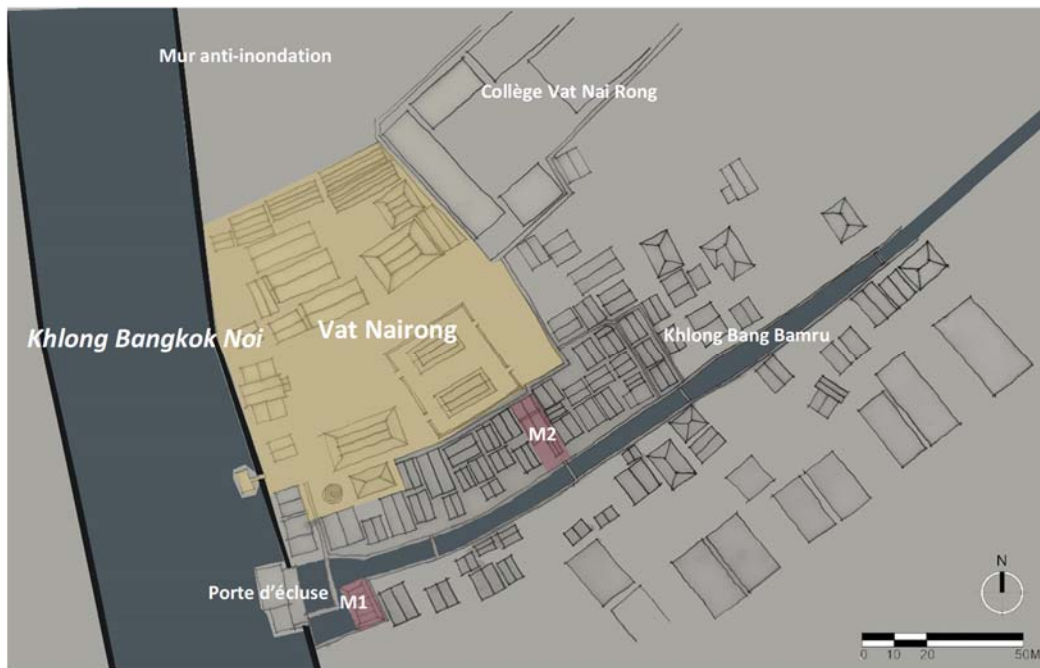 Mur anti-inondation
Collège Vat Nai Rong
Khlong Bangkok Noi
Vat Nairong
Khlong Bang Bamru
M2
Porte d'écluse
M1
N
0 10 20 50M